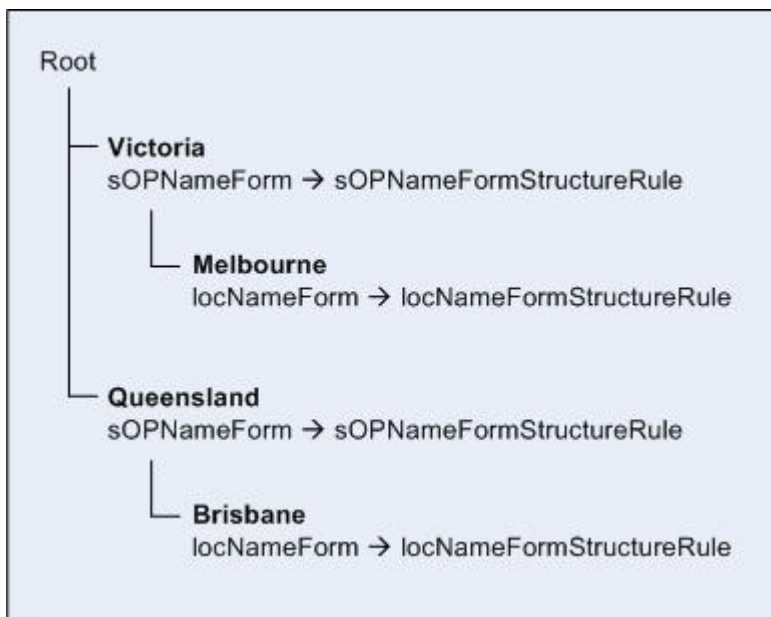 Root
Victoria
sOPNameForm → sOPNameFormStructureRule
Melbourne
locNameForm → locNameFormStructureRule
Queensland
sOPNameForm → sOPNameFormStructureRule
Brisbane
locNameForm → locNameFormStructureRule